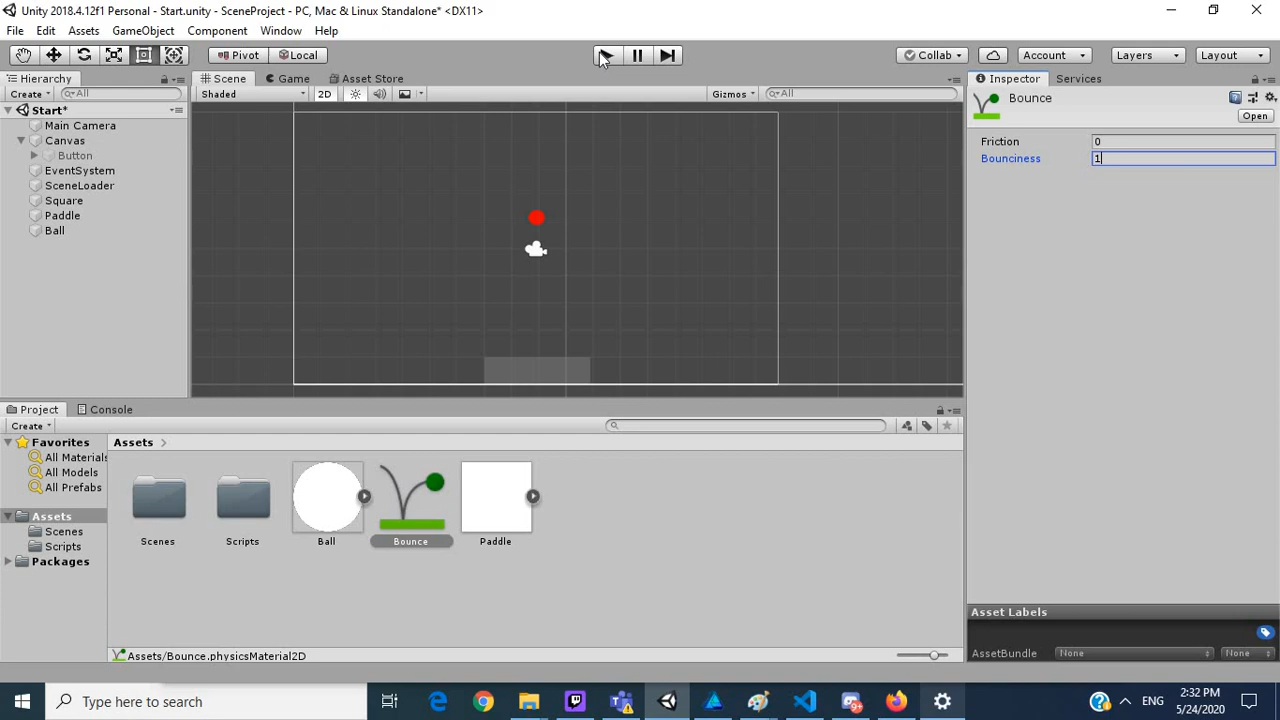 Unity 2018.4.12f1 Personal - Start.unity - SceneProject - PC, Mac & Linux Standalone* <DX11>
File Edit Assets GameObject Component Window Help
Pivot Local Collab Account Layers Layout
Hierarchy Scene Game Asset Store Inspector Services
Create All Shaded 2D Gizmos All Bounce
Open
Start*
Main Camera
Canvas
Button
EventSystem
SceneLoader
Square
Paddle
Ball
Friction 0
Bounciness 1
Project Console
Create
Favorites
All Materials
All Models
All Prefabs
Assets
Scenes
Scripts
Packages
Assets
Scenes Scripts Ball Bounce Paddle
Assets/Bounce.physicsMaterial2D
Asset Labels
AssetBundle None None
Type here to search
9+ 9+
ENG
2:32 PM
5/24/2020